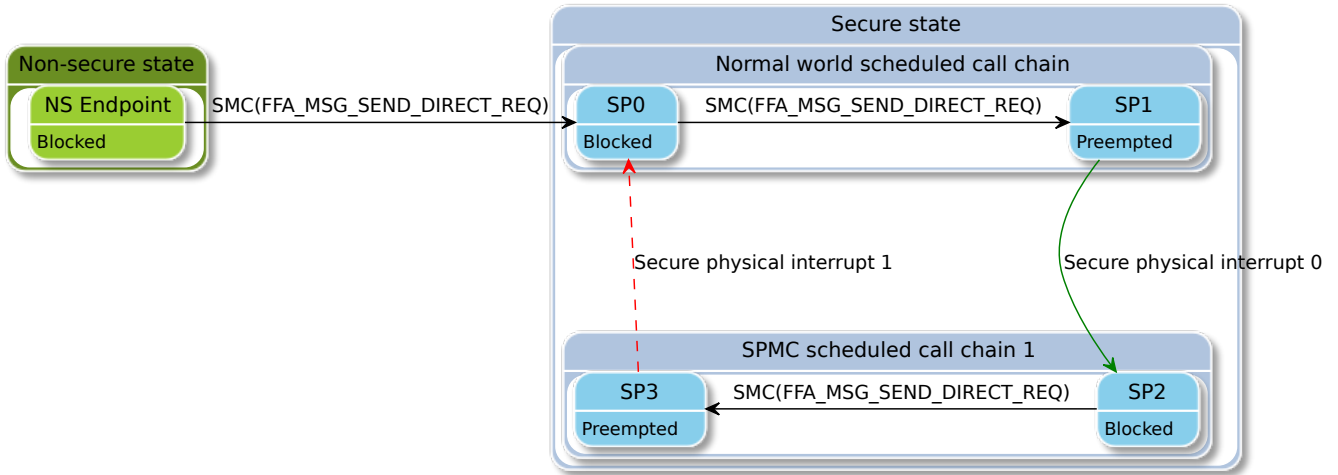 Secure state
Non-secure state
Normal world scheduled call chain
NS Endpoint
Blocked
SMC(FFA_MSG_SEND_DIRECT_REQ)
SP0
Blocked
SMC(FFA_MSG_SEND_DIRECT_REQ)
SP1
Preempted
Secure physical interrupt 1
Secure physical interrupt 0
SPMC scheduled call chain 1
SP3
Preempted
SMC(FFA_MSG_SEND_DIRECT_REQ)
SP2
Blocked